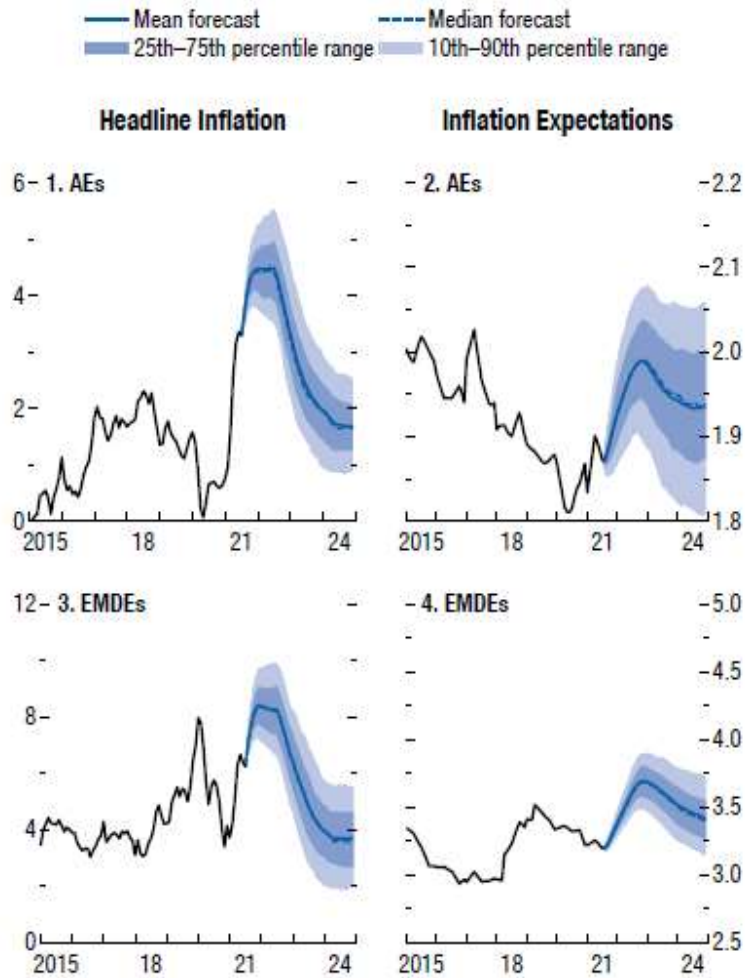 Mean forecast Median forecast
25th–75th percentile range 10th–90th percentile range
Headline Inflation Inflation Expectations
6 1. AEs 2. AEs 2.2
2.1
4
2.0
2
1.9
0 1.8
2015 18 21 24 2015 18 21 24
12 3. EMDEs 4. EMDEs 5.0
4.5
8
4.0
3.5
4
3.0
0 2.5
2015 18 21 24 2015 18 21 24